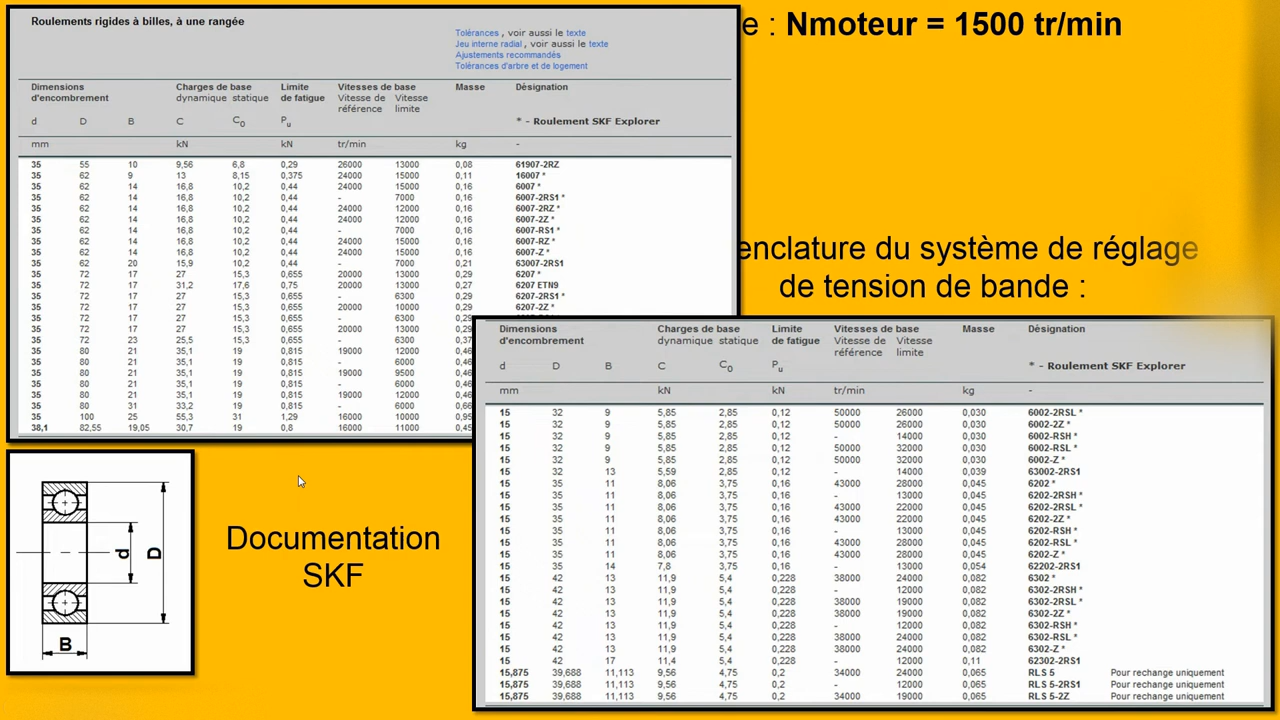 e : Nmoteur = 1500 tr/min
Roulements rigides à billes, à une rangée
Tolérances , voir aussi le texte
Jeu interne radial , voir aussi le texte
Ajustements recommandés
Tolérances d'arbre et de logement
Dimensions d'encombrement Charges de base dynamique statique Limite de fatigue Vitesses de base Vitesse de référence Vitesse limite Masse Désignation
d D B C C0 Pu * - Roulement SKF Explorer
mm kN kN tr/min kg -
35 55 10 9,56 6,8 0,29 26000 13000 0,08 61907-2RZ
35 62 9 13 8,15 0,375 24000 15000 0,11 16007 *
35 62 14 16,8 10,2 0,44 24000 15000 0,16 6007 *
35 62 14 16,8 10,2 0,44 - 7000 0,16 6007-2RS1 *
35 62 14 16,8 10,2 0,44 24000 12000 0,16 6007-2RZ *
35 62 14 16,8 10,2 0,44 24000 12000 0,16 6007-2Z *
35 62 14 16,8 10,2 0,44 - 7000 0,16 6007-RS1 *
35 62 14 16,8 10,2 0,44 24000 15000 0,16 6007-RZ *
35 62 14 16,8 10,2 0,44 24000 15000 0,16 6007-Z *
35 62 20 15,9 10,2 0,44 - 7000 0,21 63007-2RS1
35 72 17 27 15,3 0,655 20000 13000 0,29 6207 *
35 72 17 31,2 17,6 0,75 20000 13000 0,27 6207 ETN9
35 72 17 27 15,3 0,655 - 6300 0,29 6207-2RS1 *
35 72 17 27 15,3 0,655 20000 10000 0,29 6207-2Z *
35 72 17 27 15,3 0,655 - 6300 0,29
35 72 17 27 15,3 0,655 20000 13000 0,29
35 72 23 25,5 15,3 0,655 - 6300 0,37
35 80 21 35,1 19 0,815 19000 12000 0,46
35 80 21 35,1 19 0,815 - 6000 0,46
35 80 21 35,1 19 0,815 19000 9500 0,46
35 80 21 35,1 19 0,815 - 6000 0,46
35 80 21 35,1 19 0,815 19000 12000 0,46
35 80 31 33,2 19 0,815 - 6000 0,66
35 100 25 55,3 31 1,29 16000 10000 0,95
38,1 82,55 19,05 30,7 19 0,8 16000 11000 0,45
enclature du système de réglage
de tension de bande :
Dimensions d'encombrement Charges de base dynamique statique Limite de fatigue Vitesses de base Vitesse de référence Vitesse limite Masse Désignation
d D B C C0 Pu * - Roulement SKF Explorer
mm kN kN tr/min kg -
15 32 9 5,85 2,85 0,12 50000 26000 0,030 6002-2RSL *
15 32 9 5,85 2,85 0,12 50000 26000 0,030 6002-2Z *
15 32 9 5,85 2,85 0,12 - 14000 0,030 6002-RSH *
15 32 9 5,85 2,85 0,12 50000 32000 0,030 6002-RSL *
15 32 9 5,85 2,85 0,12 50000 32000 0,030 6002-Z *
15 32 13 5,59 2,85 0,12 - 14000 0,039 63002-2RS1
15 35 11 8,06 3,75 0,16 43000 28000 0,045 6202 *
15 35 11 8,06 3,75 0,16 - 13000 0,045 6202-2RSH *
15 35 11 8,06 3,75 0,16 43000 22000 0,045 6202-2RSL *
15 35 11 8,06 3,75 0,16 43000 22000 0,045 6202-2Z *
15 35 11 8,06 3,75 0,16 - 13000 0,045 6202-RSH *
15 35 11 8,06 3,75 0,16 43000 28000 0,045 6202-RSL *
15 35 11 8,06 3,75 0,16 43000 28000 0,045 6202-Z *
15 35 14 7,8 3,75 0,16 - 13000 0,054 62202-2RS1
15 42 13 11,9 5,4 0,228 38000 24000 0,082 6302 *
15 42 13 11,9 5,4 0,228 - 12000 0,082 6302-2RSH *
15 42 13 11,9 5,4 0,228 38000 19000 0,082 6302-2RSL *
15 42 13 11,9 5,4 0,228 38000 19000 0,082 6302-2Z *
15 42 13 11,9 5,4 0,228 - 12000 0,082 6302-RSH *
15 42 13 11,9 5,4 0,228 38000 24000 0,082 6302-RSL *
15 42 13 11,9 5,4 0,228 38000 24000 0,082 6302-Z *
15 42 17 11,4 5,4 0,228 - 12000 0,11 62302-2RS1
15,875 39,688 11,113 9,56 4,75 0,2 34000 24000 0,065 RLS 5 Pour rechange uniquement
15,875 39,688 11,113 9,56 4,75 0,2 - 12000 0,065 RLS 5-2RS1 Pour rechange uniquement
15,875 39,688 11,113 9,56 4,75 0,2 34000 19000 0,065 RLS 5-2Z Pour rechange uniquement
d D
B
Documentation
SKF